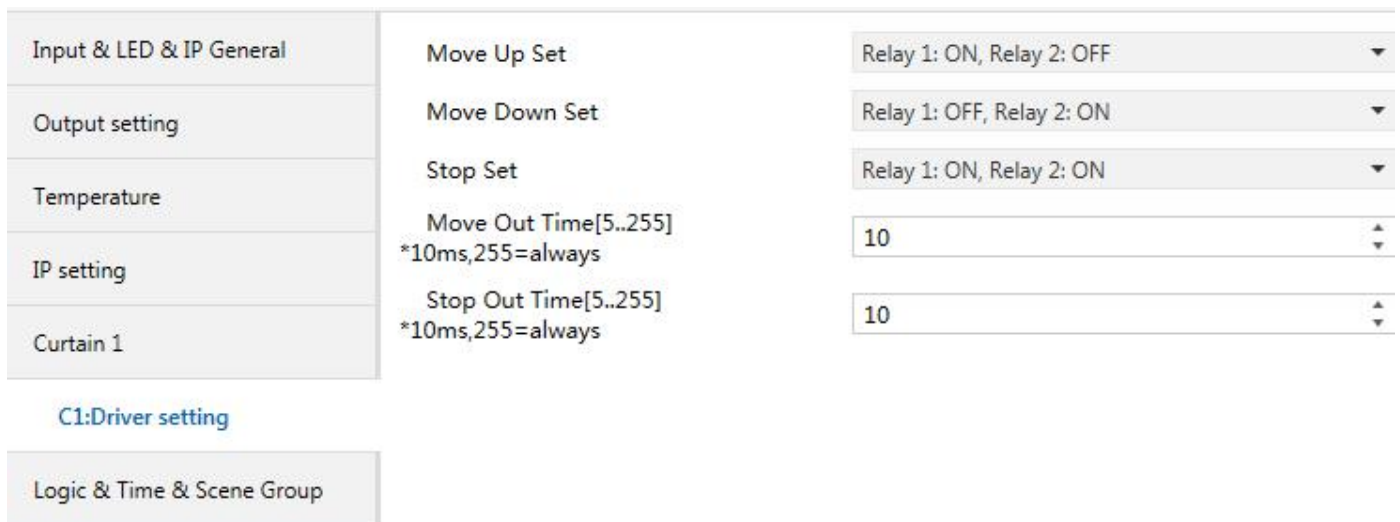 Input & LED & IP General
Output setting
Temperature
IP setting
Curtain 1
C1:Driver setting
Logic & Time & Scene Group
Move Up Set
Relay 1: ON, Relay 2: OFF
Move Down Set
Relay 1: OFF, Relay 2: ON
Stop Set
Relay 1: ON, Relay 2: ON
Move Out Time[5..255]
*10ms,255=always
10
Stop Out Time[5..255]
*10ms,255=always
10